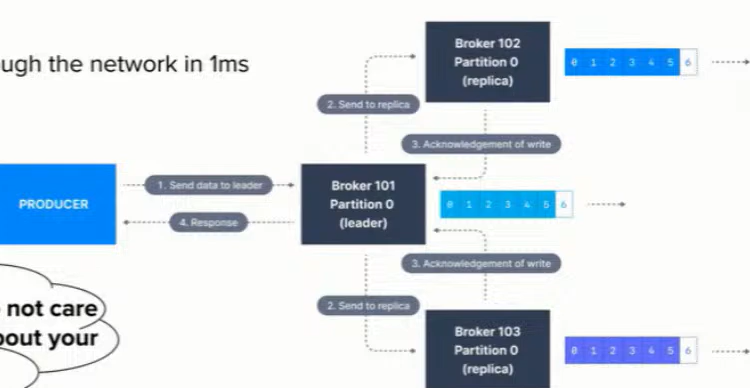 ugh the network in 1ms
Broker 102
Partition 0
(replica)
0 1 2 3 4 5 6
2. Send to replica
3. Acknowledgement of write
PRODUCER
1. Send data to leader
4. Response
Broker 101
Partition 0
(leader)
0 1 2 3 4 5 6
3. Acknowledgement of write
2. Send to replica
not care
out your
Broker 103
Partition 0
(replica)
0 1 2 3 4 5 6